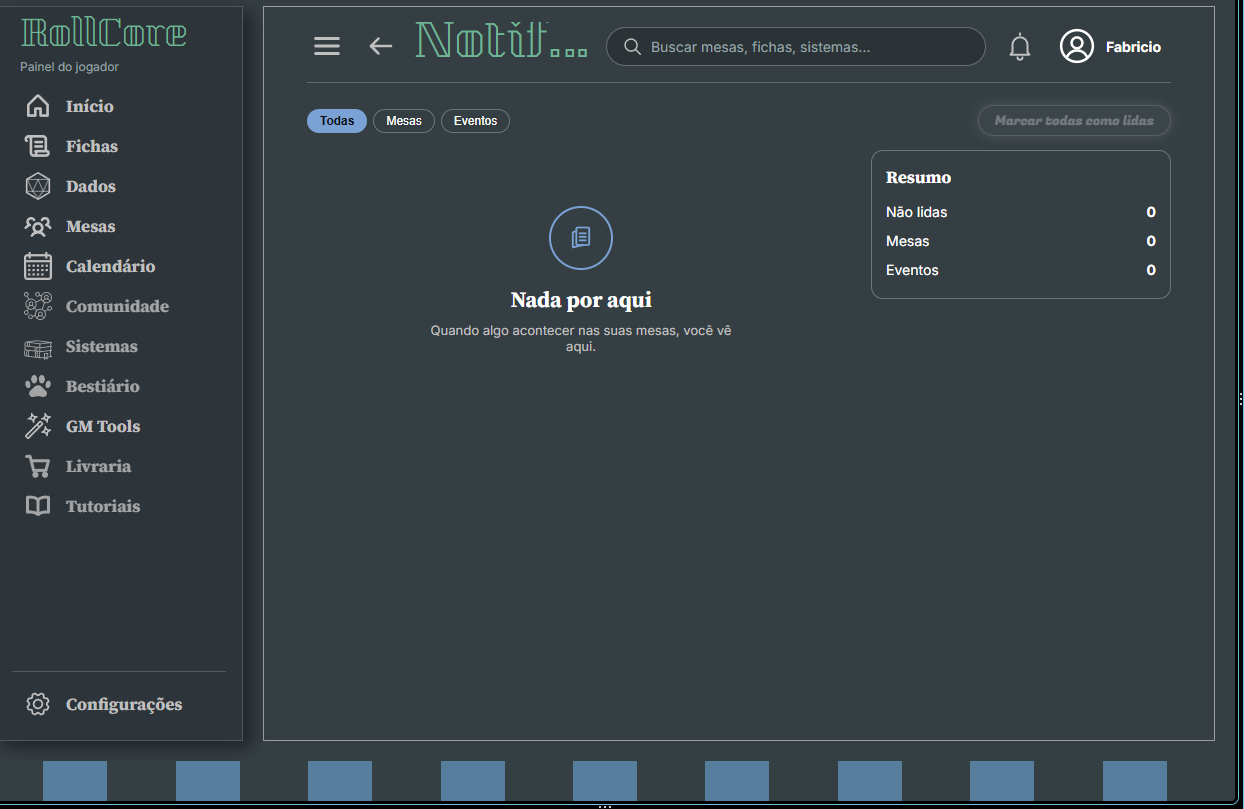 RollCore
Painel do jogador
Início
Fichas
Dados
Mesas
Calendário
Comunidade
Sistemas
Bestiário
GM Tools
Livraria
Tutoriais
Configurações
Notif...
Buscar mesas, fichas, sistemas...
Fabricio
Todas
Mesas
Eventos
Marcar todas como lidas
Nada por aqui
Quando algo acontecer nas suas mesas, você vê
aqui.
Resumo
Não lidas 0
Mesas 0
Eventos 0